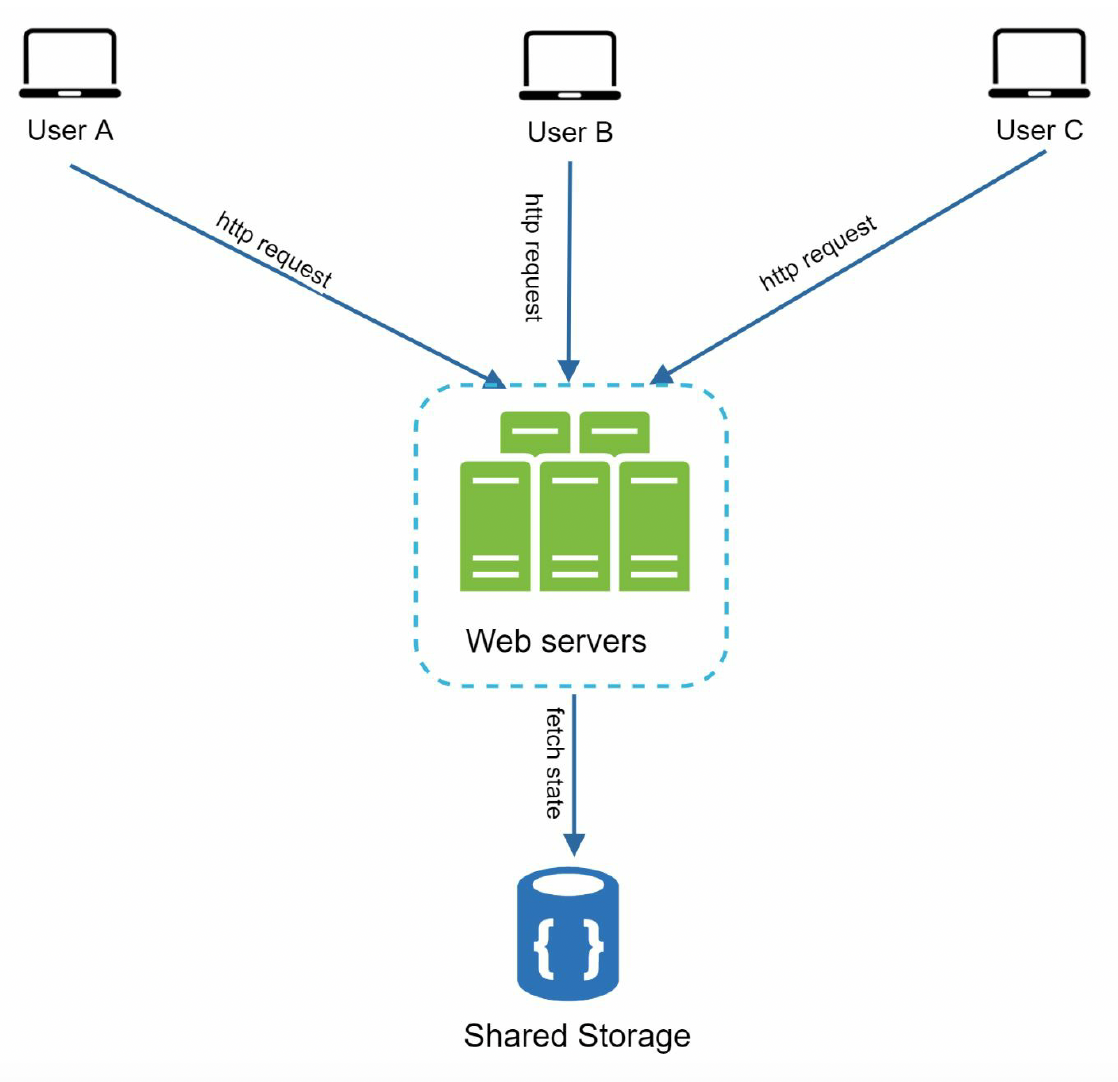 User A
User B
User C
http request
http request
http request
Web servers
fetch state
{ }
Shared Storage